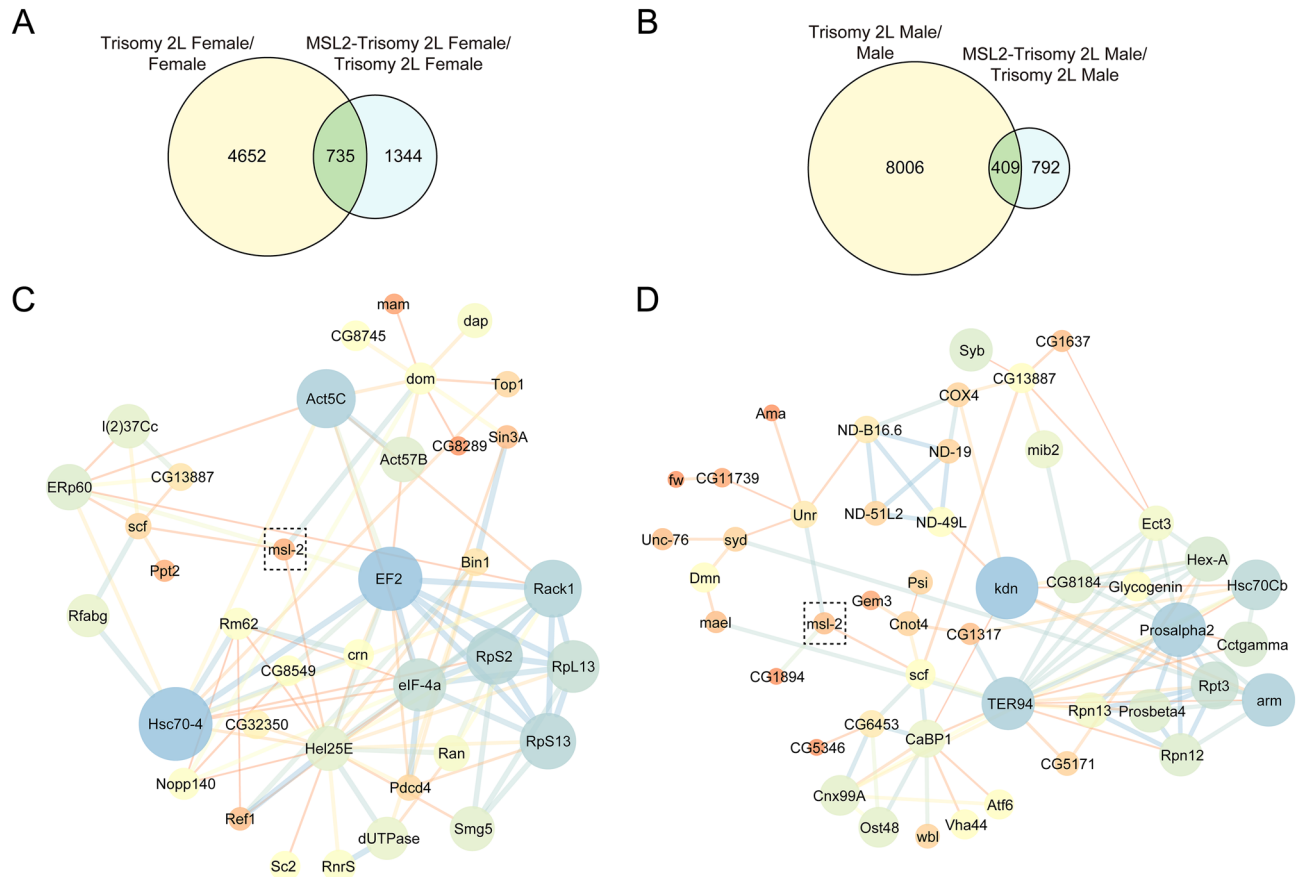 A
Trisomy 2L Female/
Female
MSL2-Trisomy 2L Female/
Trisomy 2L Female
4652
735
1344
B
Trisomy 2L Male/
Male
MSL2-Trisomy 2L Male/
Trisomy 2L Male
8006
409
792
C
mam
CG8745
dap
dom
Top1
Act5C
l(2)37Cc
Sin3A
CG8289
Act57B
CG13887
ERp60
scf
msl-2
Ppt2
EF2
Bin1
Rack1
Rfabg
Rm62
crn
RpS2
RpL13
CG8549
eIF-4a
Hsc70-4
CG32350
Hel25E
Ran
RpS13
Nopp140
Pdcd4
Ref1
dUTPase
Smg5
Sc2
RnrS
D
Syb
CG1637
CG13887
COX4
Ama
ND-B16.6
ND-19
mib2
fw
CG11739
Unr
ND-51L2
ND-49L
Ect3
Unc-76
syd
Hex-A
Dmn
Psi
kdn
CG8184
Glycogenin
Hsc70Cb
Gem3
mael
msl-2
Cnot4
CG1317
Prosalpha2
Cctgamma
CG1894
scf
Rpt3
TER94
Rpn13
Prosbeta4
arm
CG6453
CaBP1
CG5346
Rpn12
CG5171
Cnx99A
Atf6
Ost48
wbl
Vha44